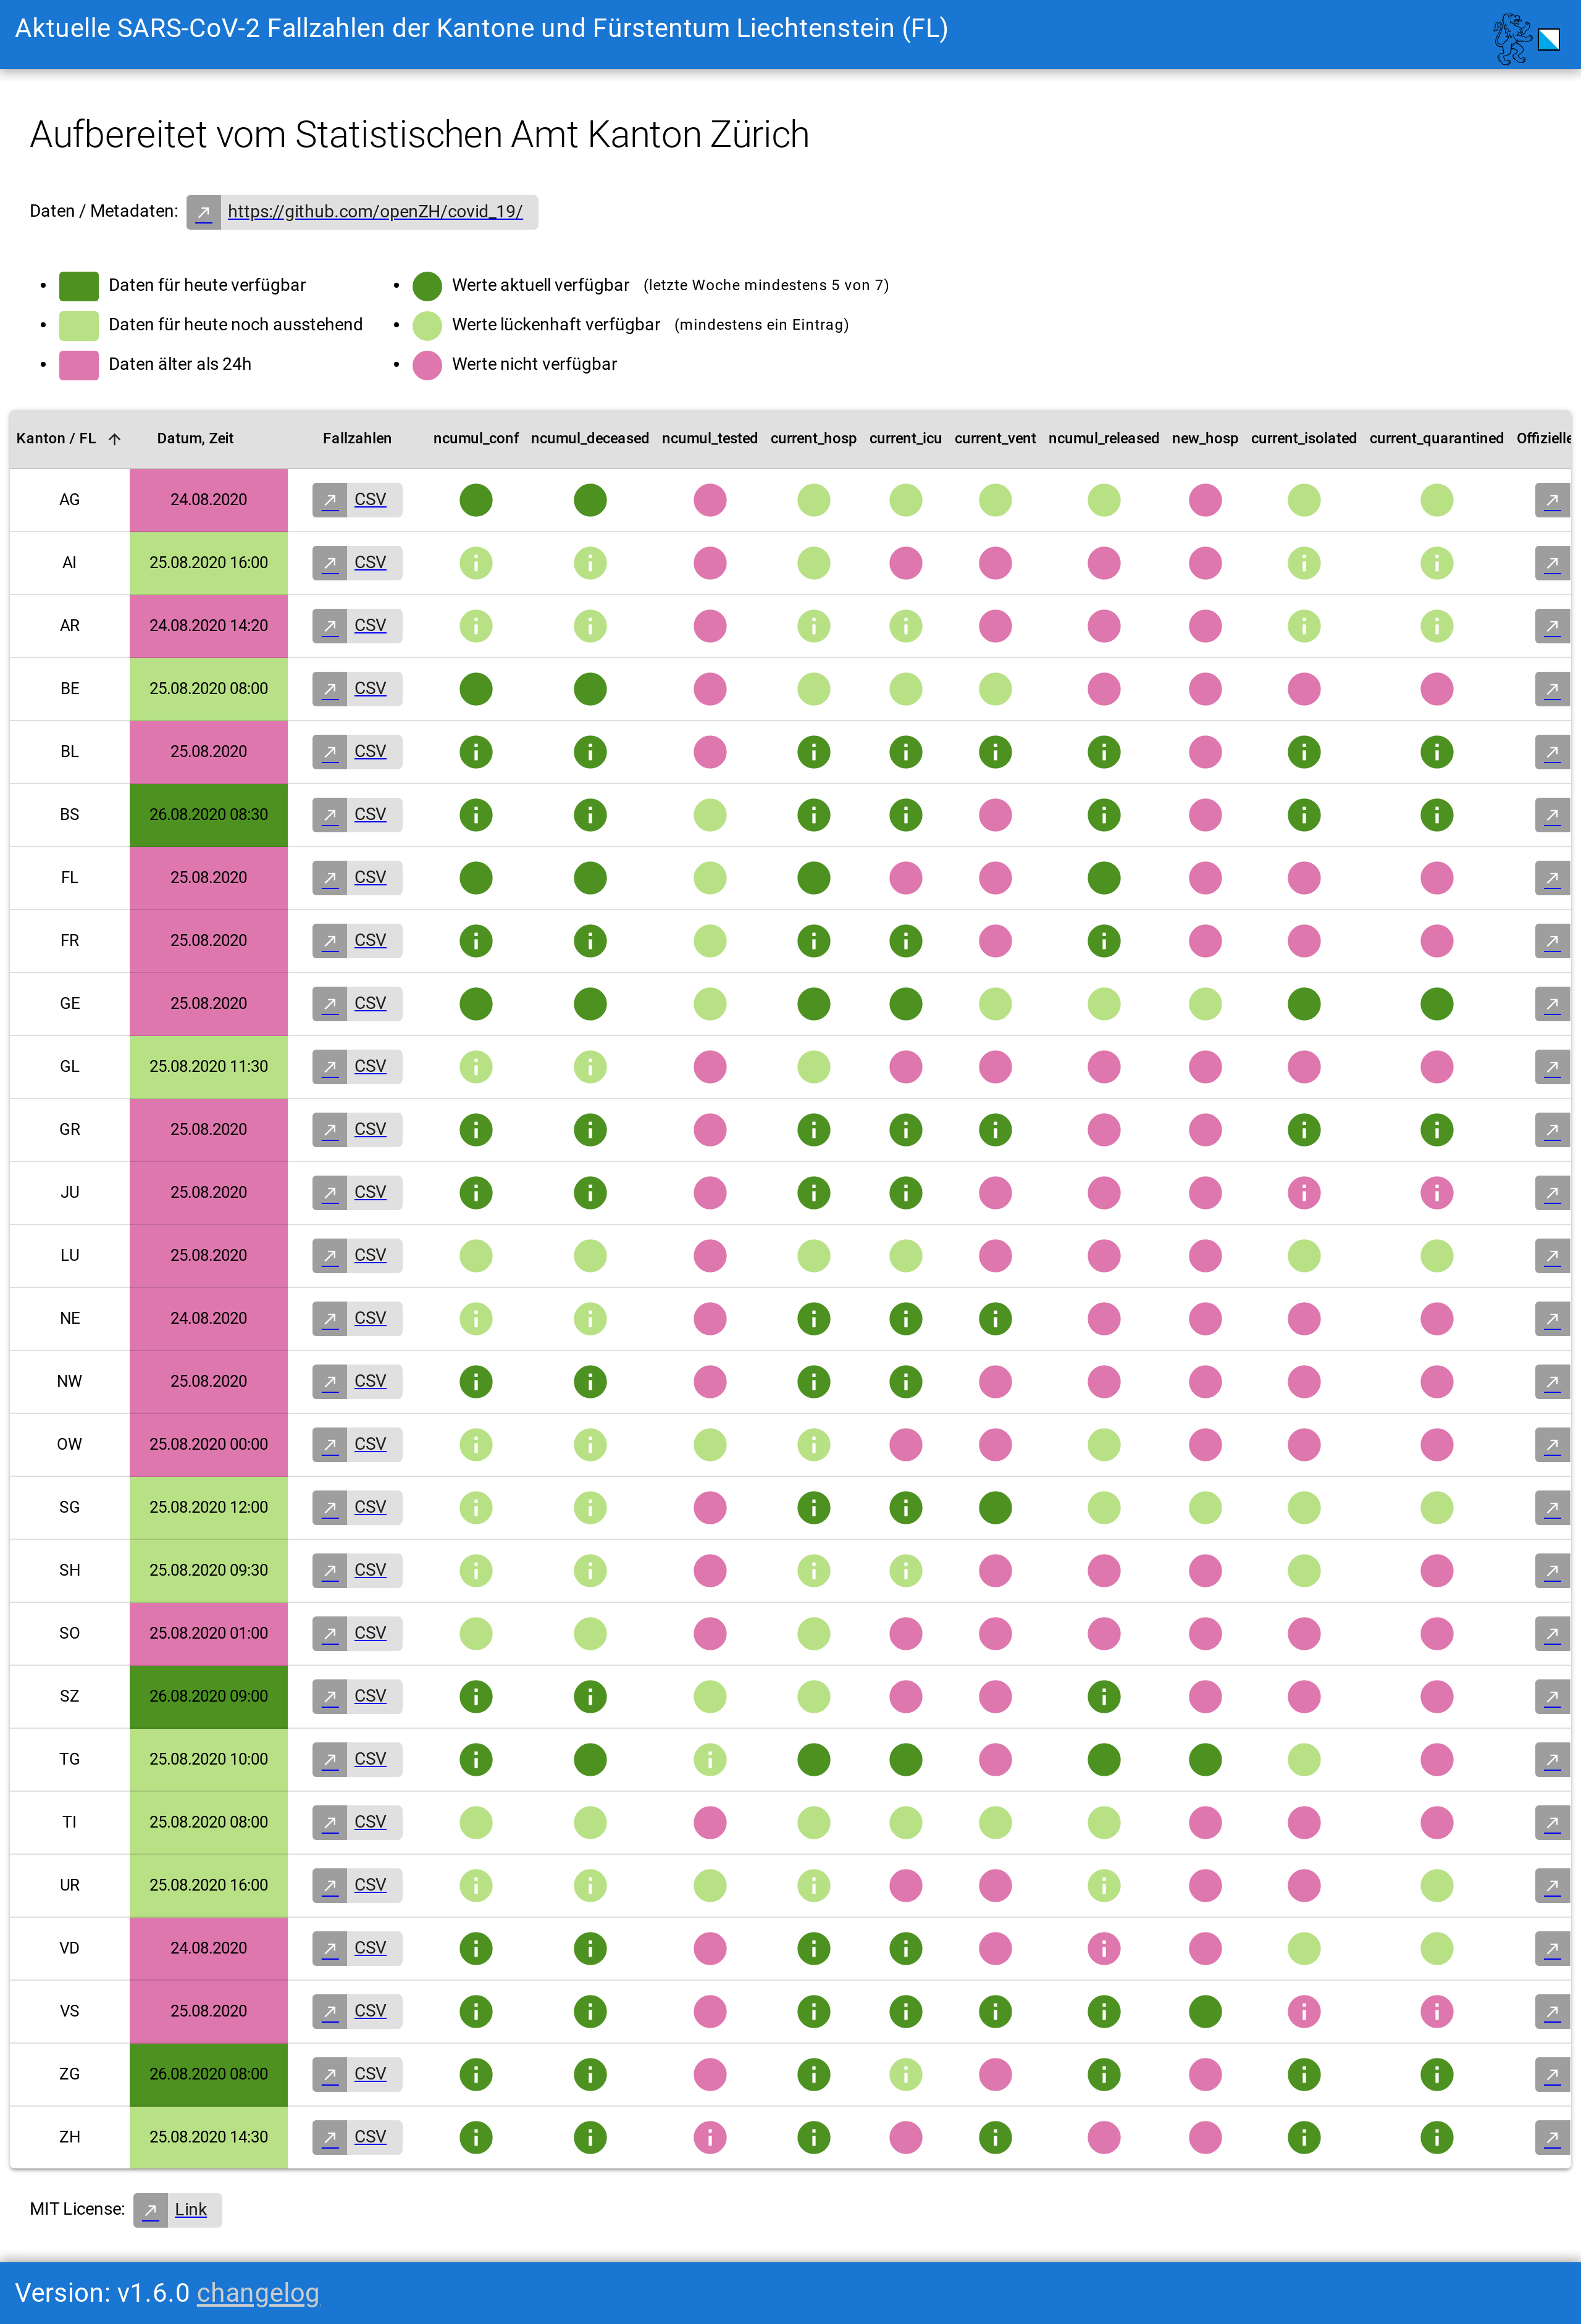 Aktuelle SARS-CoV-2 Fallzahlen der Kantone und Fürstentum Liechtenstein (FL)
Aufbereitet vom Statistischen Amt Kanton Zürich
Daten / Metadaten: https://github.com/openZH/covid_19/
Daten für heute verfügbar
Daten für heute noch ausstehend
Daten älter als 24h
Werte aktuell verfügbar (letzte Woche mindestens 5 von 7)
Werte lückenhaft verfügbar (mindestens ein Eintrag)
Werte nicht verfügbar
Kanton / FL Datum, Zeit Fallzahlen ncumul_conf ncumul_deceased ncumul_tested current_hosp current_icu current_vent ncumul_released new_hosp current_isolated current_quarantined Offizielle
AG 24.08.2020 CSV
AI 25.08.2020 16:00 CSV
AR 24.08.2020 14:20 CSV
BE 25.08.2020 08:00 CSV
BL 25.08.2020 CSV
BS 26.08.2020 08:30 CSV
FL 25.08.2020 CSV
FR 25.08.2020 CSV
GE 25.08.2020 CSV
GL 25.08.2020 11:30 CSV
GR 25.08.2020 CSV
JU 25.08.2020 CSV
LU 25.08.2020 CSV
NE 24.08.2020 CSV
NW 25.08.2020 CSV
OW 25.08.2020 00:00 CSV
SG 25.08.2020 12:00 CSV
SH 25.08.2020 09:30 CSV
SO 25.08.2020 01:00 CSV
SZ 26.08.2020 09:00 CSV
TG 25.08.2020 10:00 CSV
TI 25.08.2020 08:00 CSV
UR 25.08.2020 16:00 CSV
VD 24.08.2020 CSV
VS 25.08.2020 CSV
ZG 26.08.2020 08:00 CSV
ZH 25.08.2020 14:30 CSV
MIT License: Link
Version: v1.6.0 changelog